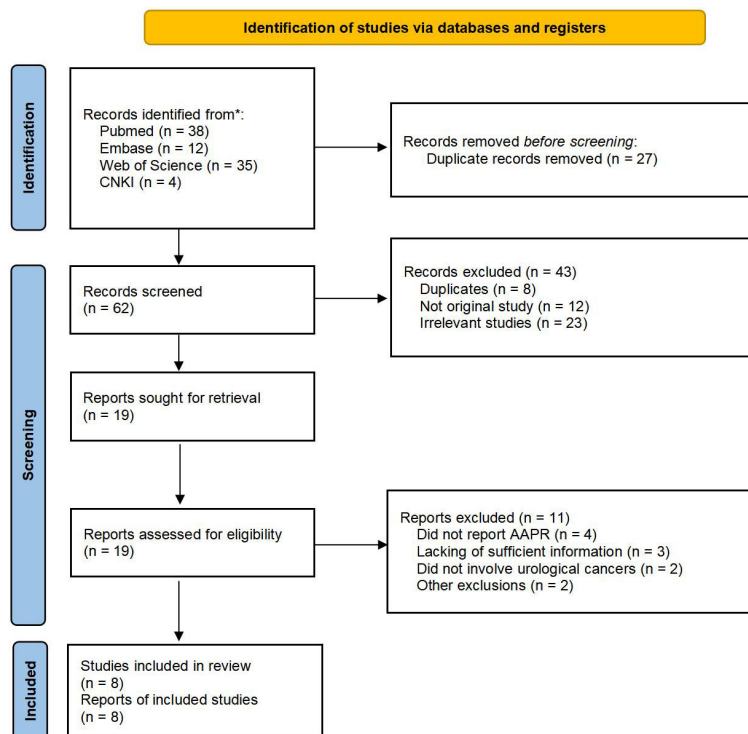 Identification of studies via databases and registers
Identification
Records identified from*:
Pubmed (n = 38)
Embase (n = 12)
Web of Science (n = 35)
CNKI (n = 4)
Records removed before screening:
Duplicate records removed (n = 27)
Screening
Records screened
(n = 62)
Records excluded (n = 43)
Duplicates (n = 8)
Not original study (n = 12)
Irrelevant studies (n = 23)
Reports sought for retrieval
(n = 19)
Reports assessed for eligibility
(n = 19)
Reports excluded (n = 11)
Did not report AAPR (n = 4)
Lacking of sufficient information (n = 3)
Did not involve urological cancers (n = 2)
Other exclusions (n = 2)
Included
Studies included in review
(n = 8)
Reports of included studies
(n = 8)